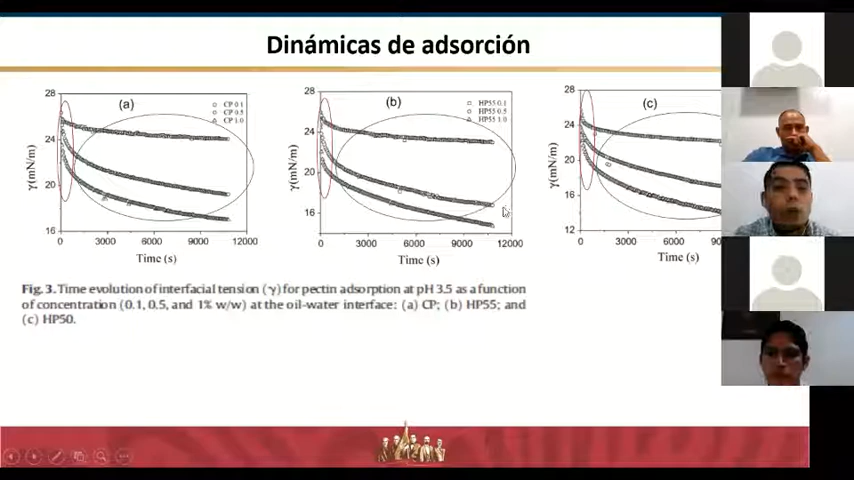 Dinámicas de adsorción
(a)
CP 0.1
CP 0.5
CP 1.0
28
24
20
16
γ(mN/m)
0 3000 6000 9000 12000
Time (s)
(b)
HP55 0.1
HP55 0.5
HP55 1.0
28
24
20
16
γ(mN/m)
0 3000 6000 9000 12000
Time (s)
(c)
28
24
20
16
12
γ(mN/m)
0 3000 6000 90
Time (s)
Fig. 3. Time evolution of interfacial tension (γ) for pectin adsorption at pH 3.5 as a function
of concentration (0.1, 0.5, and 1% w/w) at the oil-water interface: (a) CP; (b) HP55; and
(c) HP50.